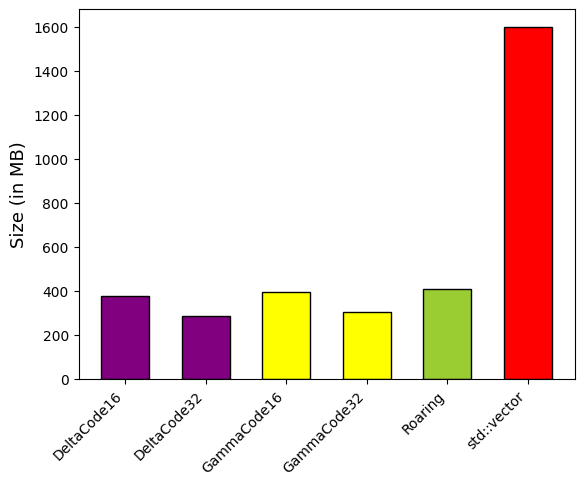 Size (in MB)
1600
1400
1200
1000
800
600
400
200
0
DeltaCode16
DeltaCode32
GammaCode16
GammaCode32
Roaring
std::vector